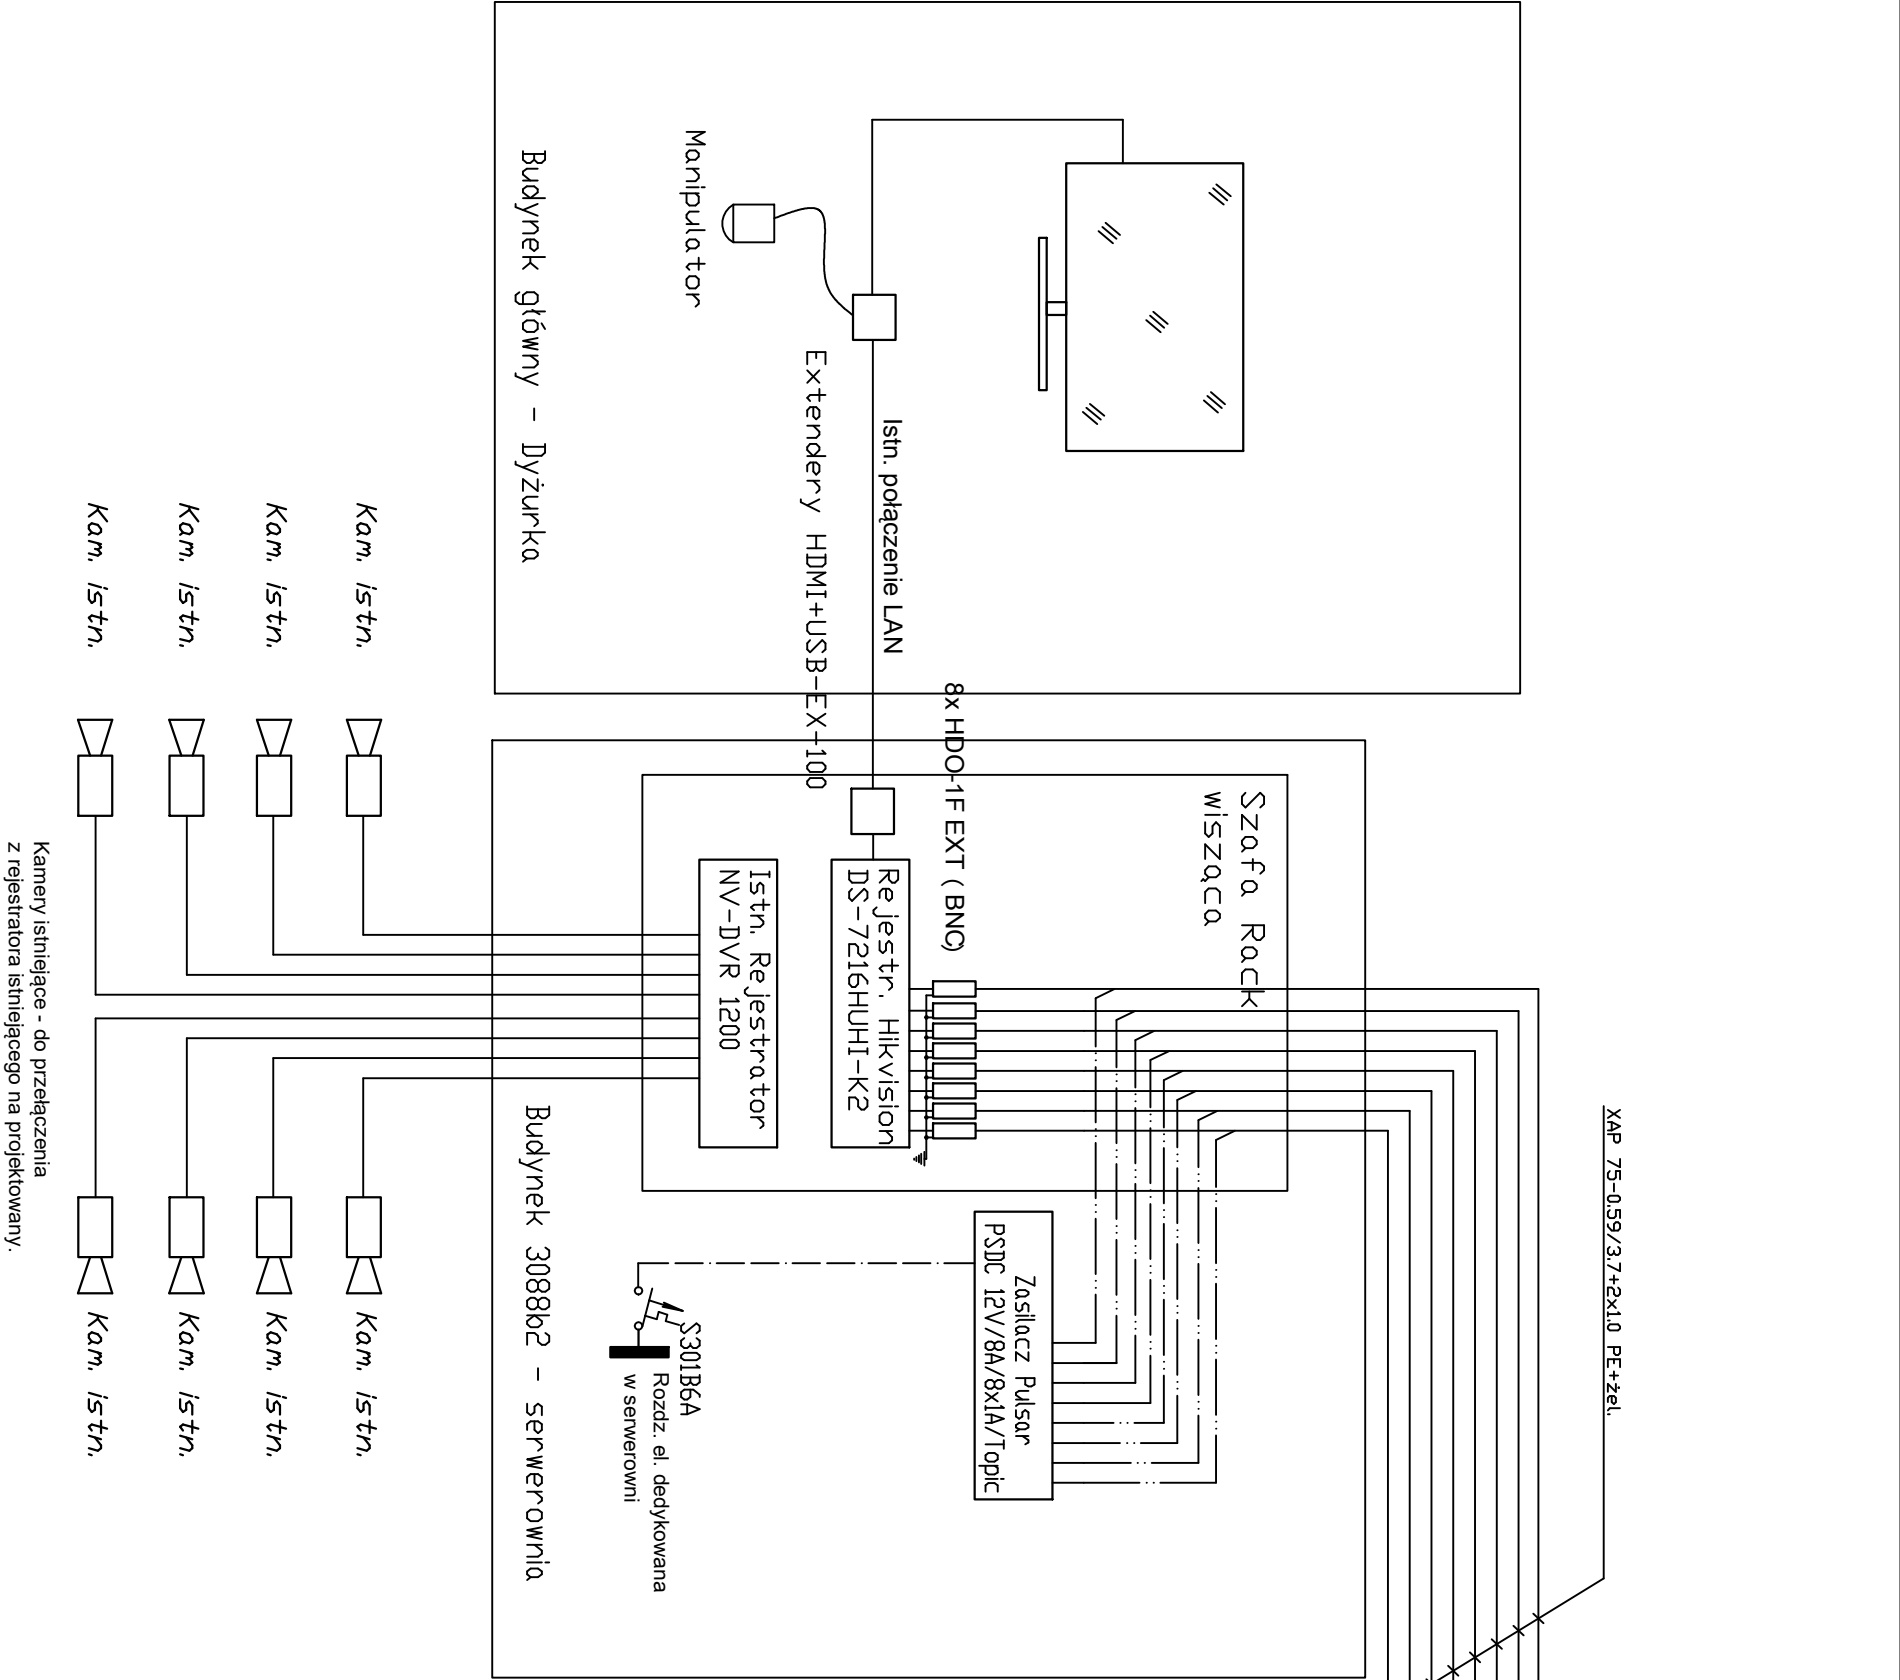 XAP 75-0.59/3.7+2x1.0 PE+żel.
Szafa Rack
wisząca
8x HDO-1F EXT ( BNC)
Istn. połączenie LAN
Extendery HDMI+USB-EX-100
Manipulator
Budynek główny - Dyżurka
Rejestr. Hikvision
DS-7216HUHI-K2
Istn. Rejestrator
NV-DVR 1200
Zasilacz Pulsar
PSDC 12V/8A/8x1A/Topic
S301B6A
Rozdz. el. dedykowana
w serwerowni
Budynek 3088b2 - serwerownia
Kam. istn.
Kam. istn.
Kam. istn.
Kam. istn.
Kam. istn.
Kam. istn.
Kam. istn.
Kam. istn.
Kamery istniejące - do przełączenia
z rejestratora istniejącego na projektowany.